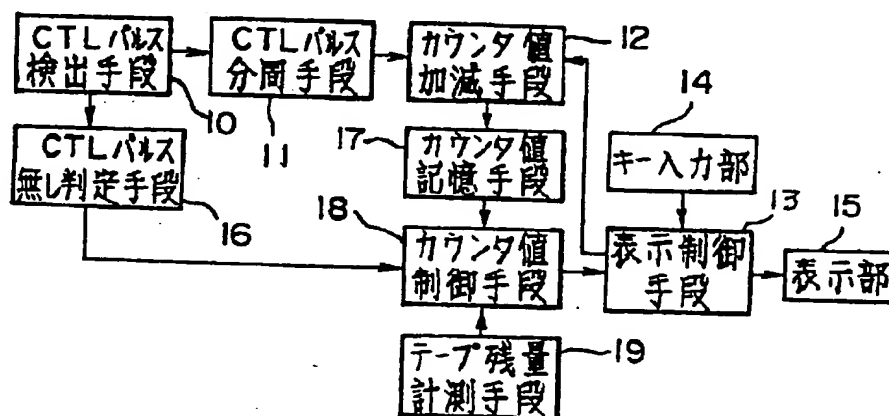 CTLパルス
検出手段
10
CTLパルス
分周手段
11
カウンタ値
加減手段
12
14
キー入力部
CTLパルス
無し判定手段
16
17
カウンタ値
記憶手段
18
カウンタ値
制御手段
13
表示制御
手段
15
表示部
テープ残量
計測手段
19